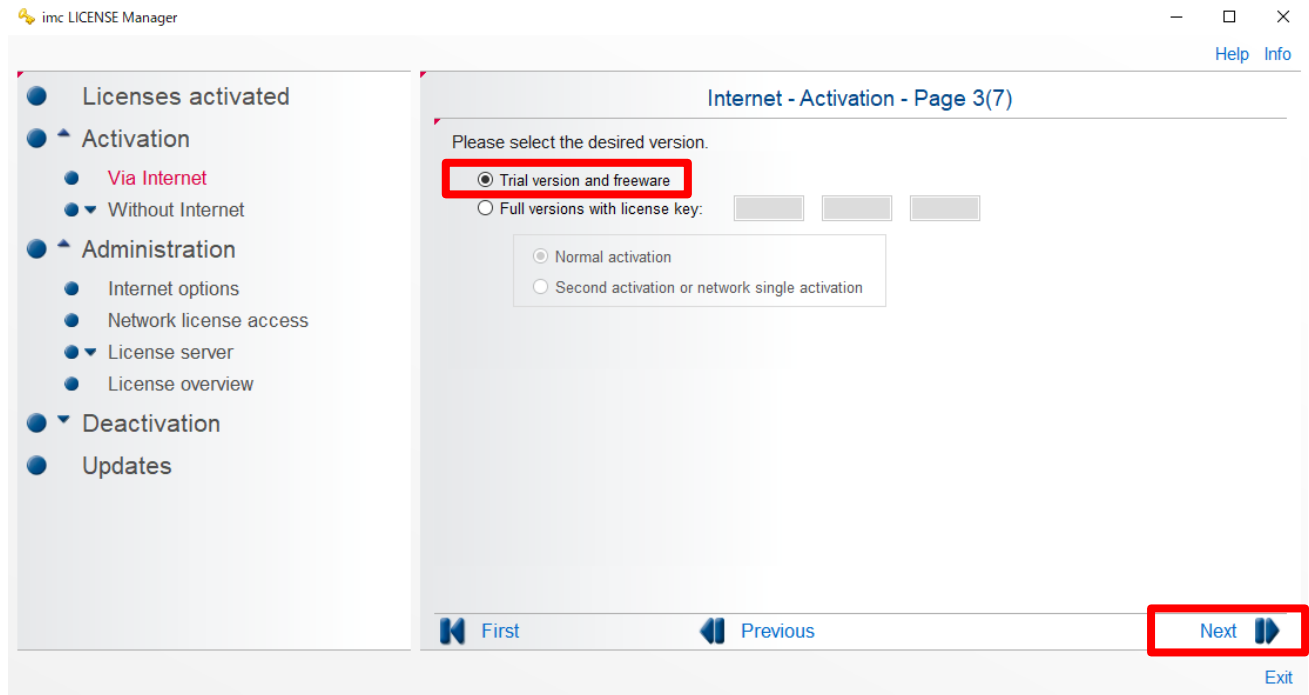 imc LICENSE Manager
Help Info
Licenses activated
Activation
Via Internet
Without Internet
Administration
Internet options
Network license access
License server
License overview
Deactivation
Updates
Internet - Activation - Page 3(7)
Please select the desired version.
Trial version and freeware
Full versions with license key:
Normal activation
Second activation or network single activation
First Previous Next
Exit